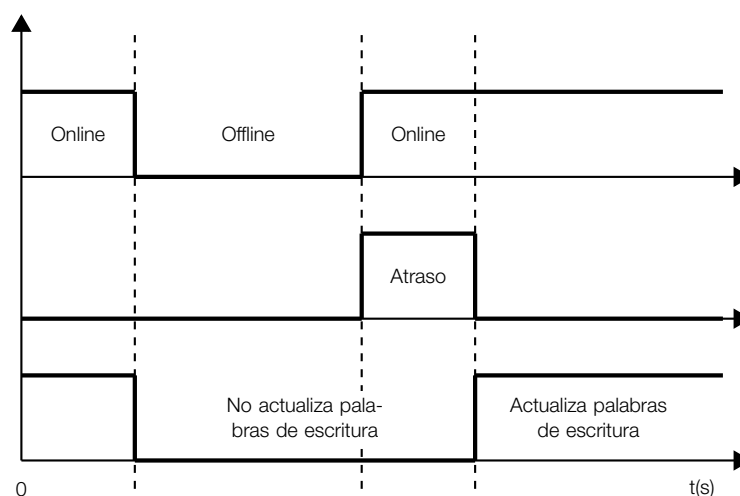 Online
Offline
Online
Atraso
No actualiza pala-
bras de escritura
Actualiza palabras
de escritura
0
t(s)